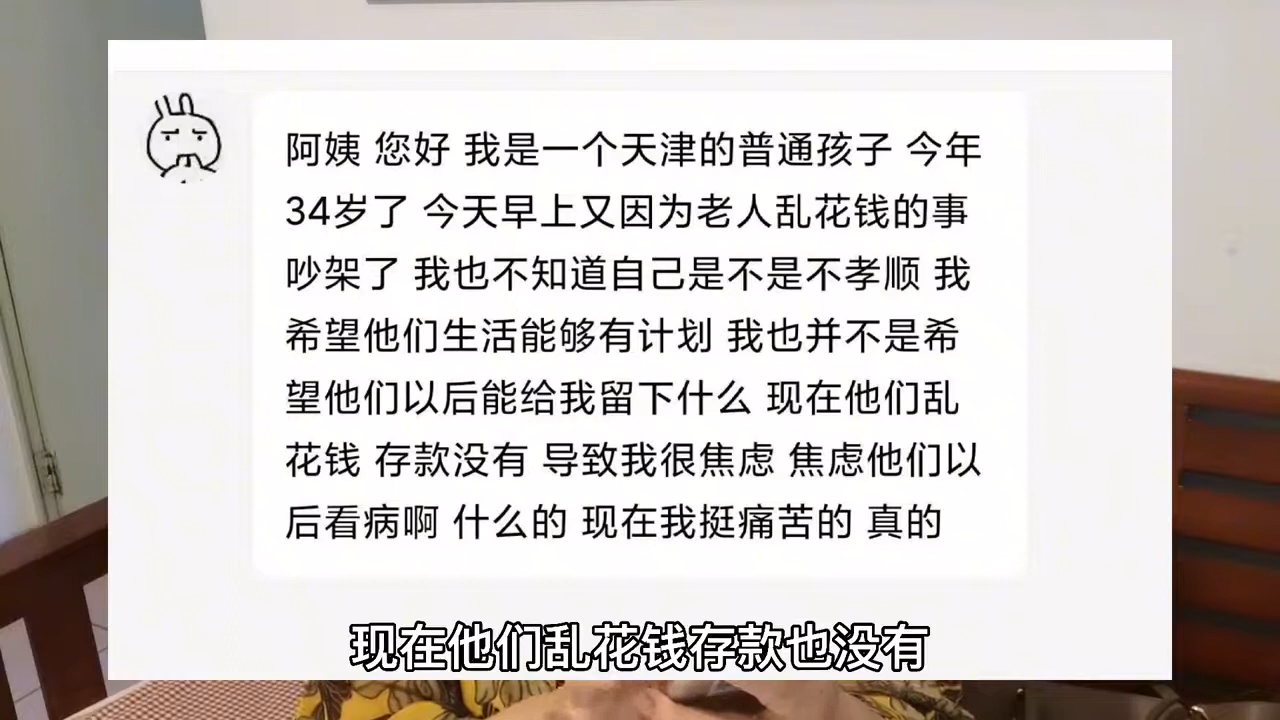 阿姨 您好 我是一个天津的普通孩子 今年
34岁了 今天早上又因为老人乱花钱的事
吵架了 我也不知道自己是不是不孝顺 我
希望他们生活能够有计划 我也并不是希
望他们以后能给我留下什么 现在他们乱
花钱 存款没有 导致我很焦虑 焦虑他们以
后看病啊 什么的 现在我挺痛苦的 真的
现在他们乱花钱存款也没有